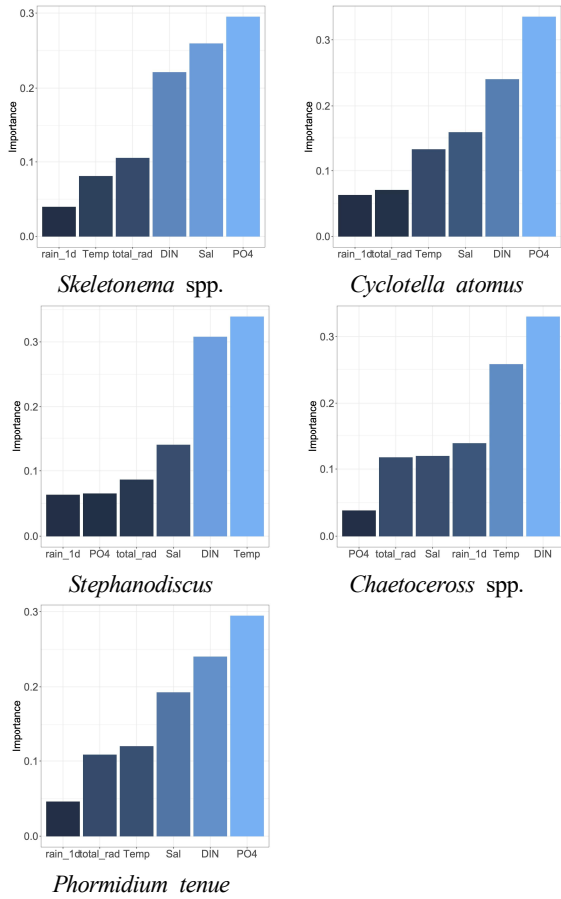 0.3
0.2
0.1
0.0
Importance
rain_1d Temp total_rad DIN Sal PO4
Skeletonema spp.
0.3
0.2
0.1
0.0
Importance
rain_1d total_rad Temp Sal DIN PO4
Cyclotella atomus
0.3
0.2
0.1
0.0
Importance
rain_1d PO4 total_rad Sal DIN Temp
Stephanodiscus
0.3
0.2
0.1
0.0
Importance
PO4 total_rad Sal rain_1d Temp DIN
Chaetoceross spp.
0.3
0.2
0.1
0.0
Importance
rain_1d total_rad Temp Sal DIN PO4
Phormidium tenue